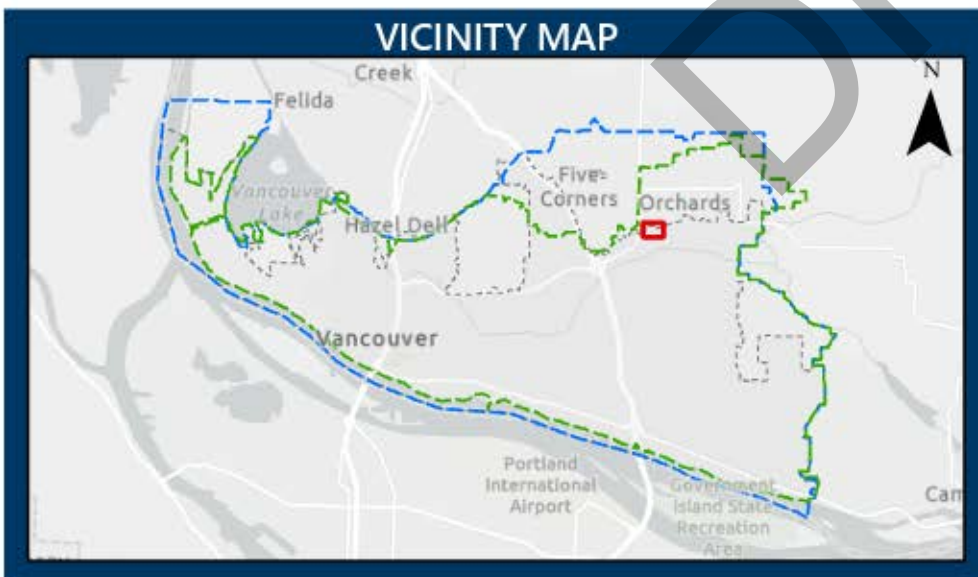 VICINITY MAP
Creek
N
Felida
Vancouver
Lake
Five
Corners
Orchards
Hazel Dell
Vancouver
Portland
International
Airport
Government
Island State
Recreation
Area
Cam